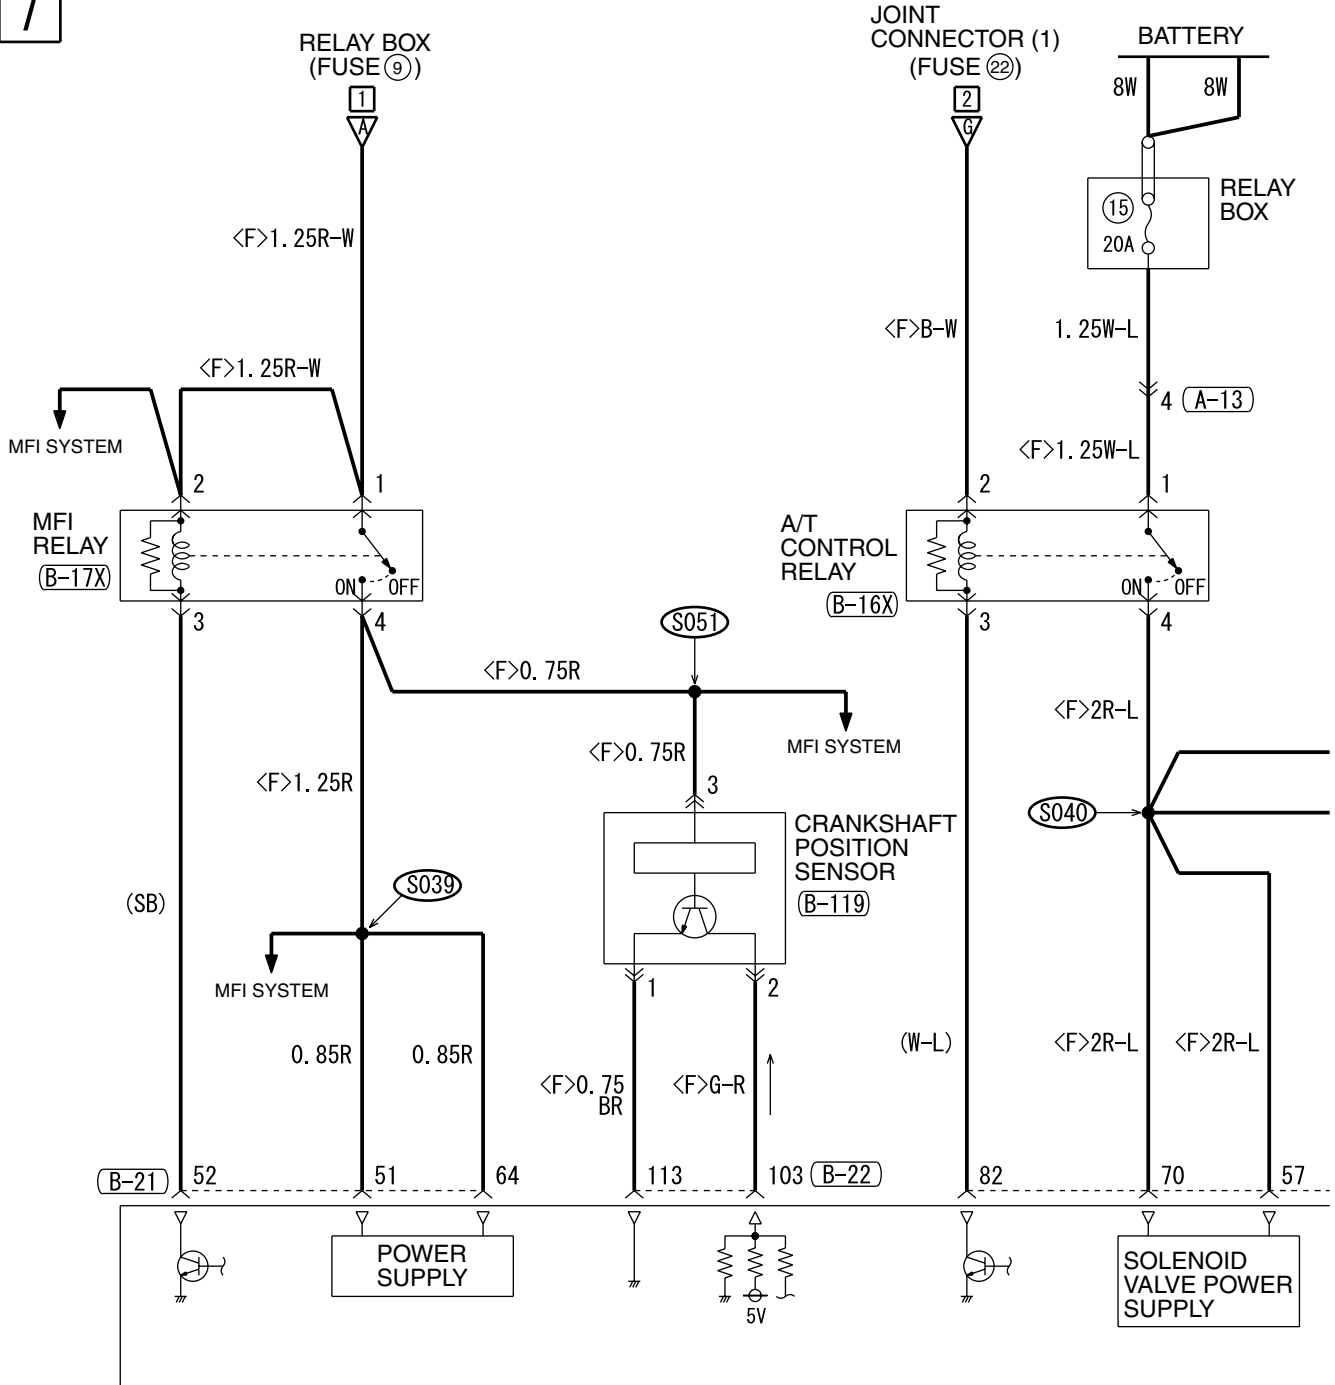 7
RELAY BOX
(FUSE 9)
1
A
JOINT
CONNECTOR (1)
(FUSE 22)
2
G
BATTERY
8W
8W
RELAY
BOX
15
20A
<F>1.25R-W
<F>B-W
1.25W-L
<F>1.25R-W
4
A-13
MFI SYSTEM
<F>1.25W-L
2
1
2
1
MFI
RELAY
B-17X
ON
OFF
A/T
CONTROL
RELAY
B-16X
ON
OFF
3
4
3
4
S051
<F>0.75R
<F>2R-L
<F>0.75R
MFI SYSTEM
<F>1.25R
3
S040
CRANKSHAFT
POSITION
SENSOR
B-119
(SB)
S039
MFI SYSTEM
1
2
0.85R
0.85R
(W-L)
<F>2R-L
<F>2R-L
<F>0.75
BR
<F>G-R
B-21
52
51
64
113
103
B-22
82
70
57
POWER
SUPPLY
5V
SOLENOID
VALVE POWER
SUPPLY